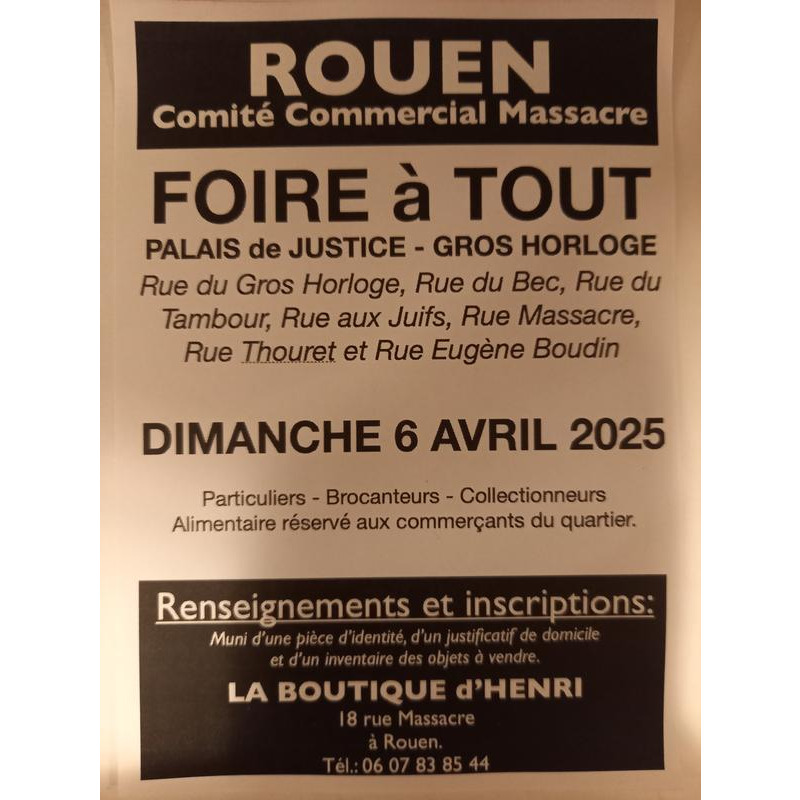 ROUEN
Comité Commercial Massacre
FOIRE à TOUT
PALAIS de JUSTICE - GROS HORLOGE
Rue du Gros Horloge, Rue du Bec, Rue du
Tambour, Rue aux Juifs, Rue Massacre,
Rue Thouret et Rue Eugène Boudin
DIMANCHE 6 AVRIL 2025
Particuliers - Brocanteurs - Collectionneurs
Alimentaire réservé aux commerçants du quartier.
Renseignements et inscriptions:
Muni d'une pièce d'identité, d'un justificatif de domicile
et d'un inventaire des objets à vendre.
LA BOUTIQUE d'HENRI
18 rue Massacre
à Rouen.
Tél.: 06 07 83 85 44